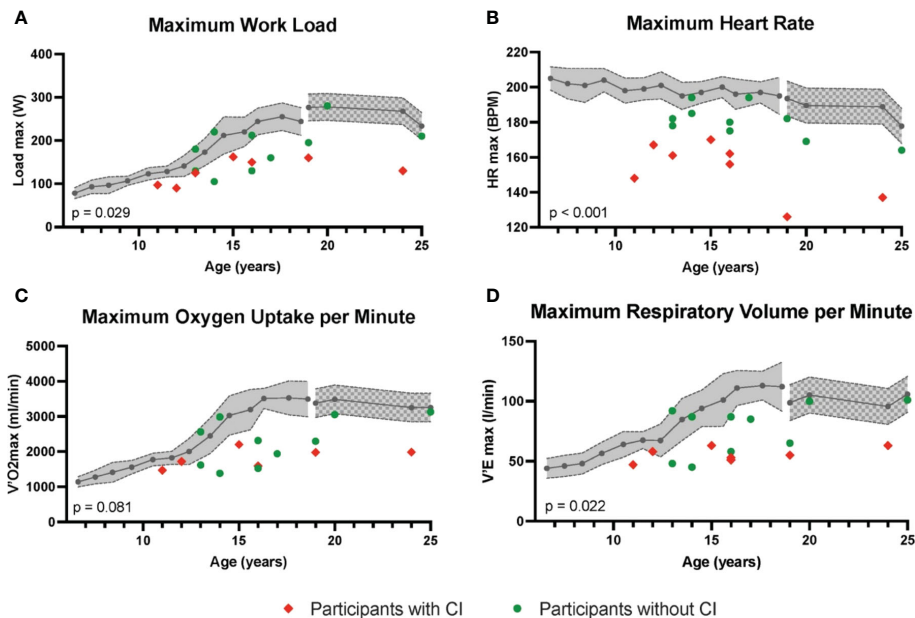 A
Maximum Work Load
Load max (W)
400
300
200
100
0
p = 0.029
10
15
20
25
Age (years)
B
Maximum Heart Rate
HR max (BPM)
220
200
180
160
140
120
p < 0.001
10
15
20
25
Age (years)
C
Maximum Oxygen Uptake per Minute
V'O2max (ml/min)
5000
4000
3000
2000
1000
0
p = 0.081
10
15
20
25
Age (years)
D
Maximum Respiratory Volume per Minute
V'E max (l/min)
150
100
50
0
p = 0.022
10
15
20
25
Age (years)
Participants with CI
Participants without CI